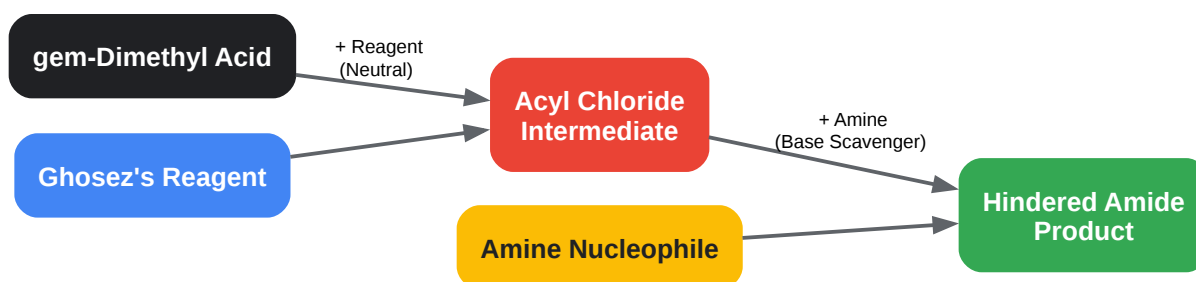 gem-Dimethyl Acid
+ Reagent
(Neutral)
Ghosez's Reagent
Acyl Chloride
Intermediate
+ Amine
(Base Scavenger)
Amine Nucleophile
Hindered Amide
Product